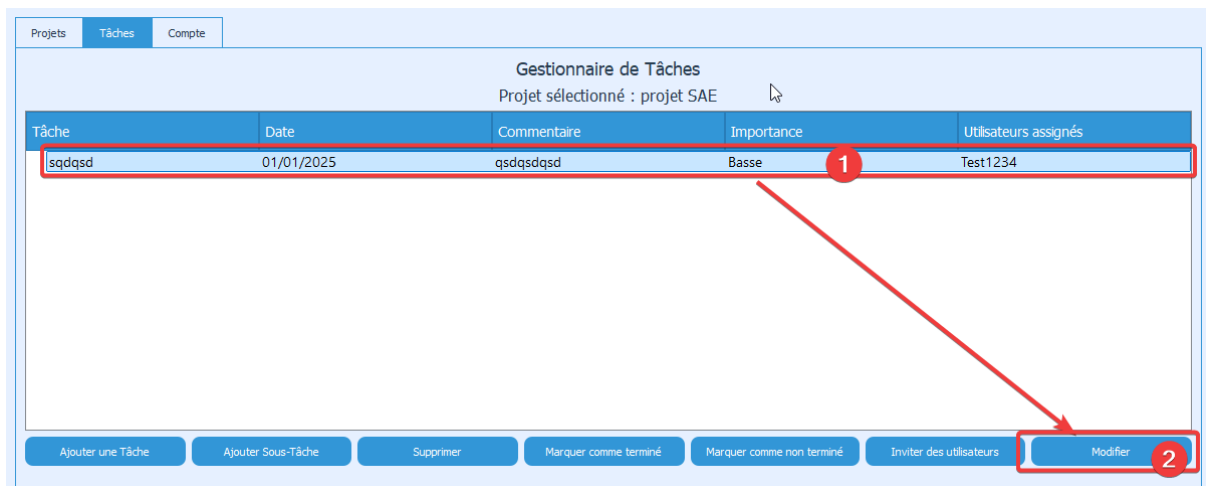 Projets Tâches Compte
Gestionnaire de Tâches
Projet sélectionné : projet SAE
Tâche Date Commentaire Importance Utilisateurs assignés
sqdqsd 01/01/2025 qsdqsdqsd Basse 1 Test1234
Ajouter une Tâche Ajouter Sous-Tâche Supprimer Marquer comme terminé Marquer comme non terminé Inviter des utilisateurs Modifier 2